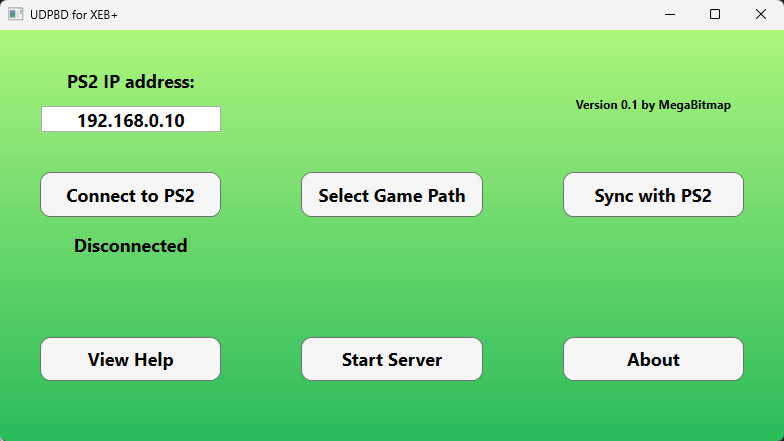 UDPBD for XEB+
PS2 IP address:
Version 0.1 by MegaBitmap
192.168.0.10
Connect to PS2
Select Game Path
Sync with PS2
Disconnected
View Help
Start Server
About